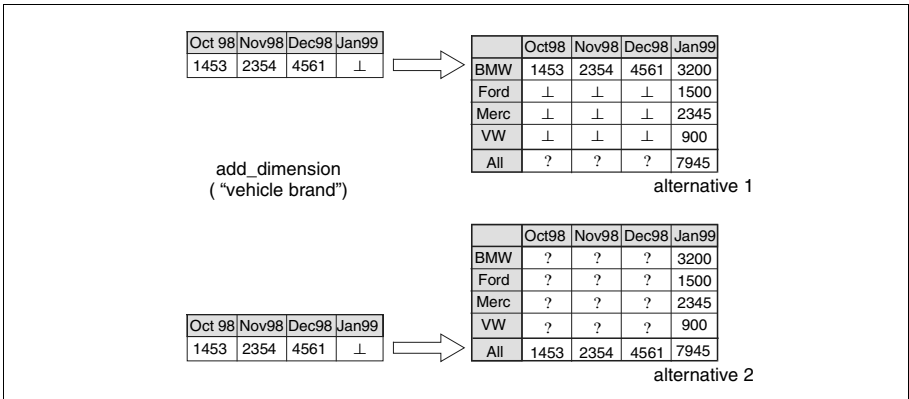 Oct 98 Nov98 Dec98 Jan99
1453 2354 4561 ⊥
add_dimension
( “vehicle brand”)
Oct98 Nov98 Dec98 Jan99
BMW 1453 2354 4561 3200
Ford ⊥ ⊥ ⊥ 1500
Merc ⊥ ⊥ ⊥ 2345
VW ⊥ ⊥ ⊥ 900
All ? ? ? 7945
alternative 1
Oct 98 Nov98 Dec98 Jan99
1453 2354 4561 ⊥
Oct98 Nov98 Dec98 Jan99
BMW ? ? ? 3200
Ford ? ? ? 1500
Merc ? ? ? 2345
VW ? ? ? 900
All 1453 2354 4561 7945
alternative 2